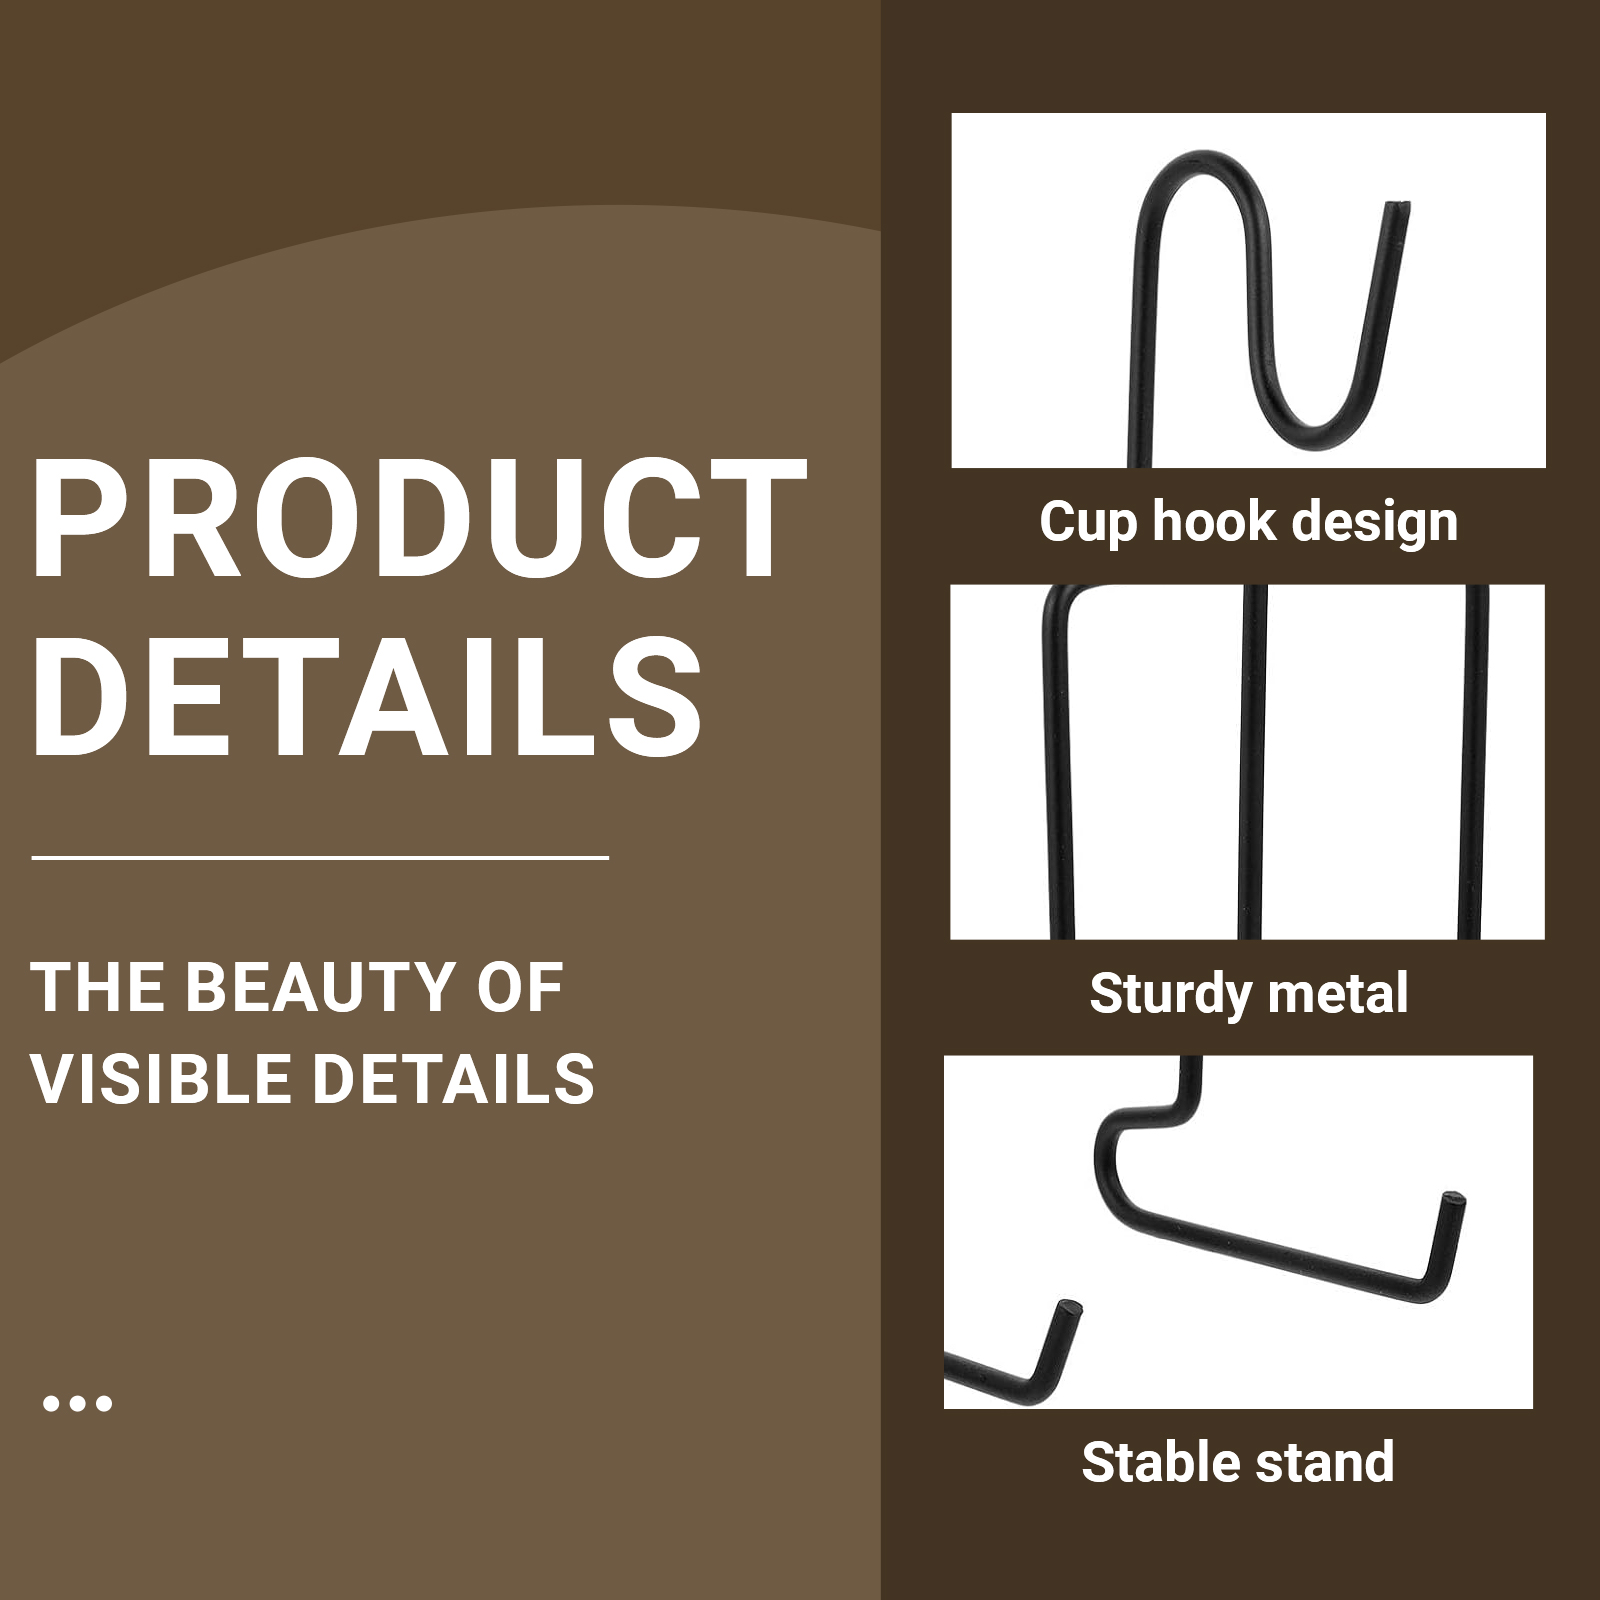 PRODUCT
DETAILS
THE BEAUTY OF
VISIBLE DETAILS
...
Cup hook design
Sturdy metal
Stable stand